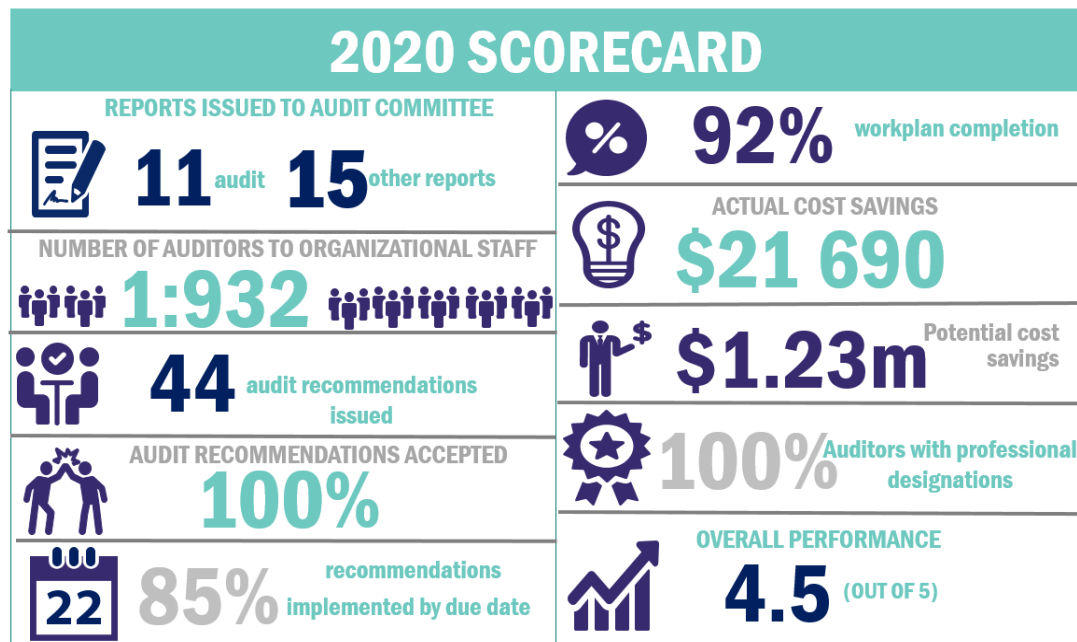 2020 SCORECARD
REPORTS ISSUED TO AUDIT COMMITTEE
11 audit 15 other reports
NUMBER OF AUDITORS TO ORGANIZATIONAL STAFF
1:932
44 audit recommendations
issued
AUDIT RECOMMENDATIONS ACCEPTED
100%
22
85% recommendations
implemented by due date
%
92% workplan completion
ACTUAL COST SAVINGS
$
$21 690
$
$1.23m Potential cost
savings
100% Auditors with professional
designations
OVERALL PERFORMANCE
4.5 (OUT OF 5)